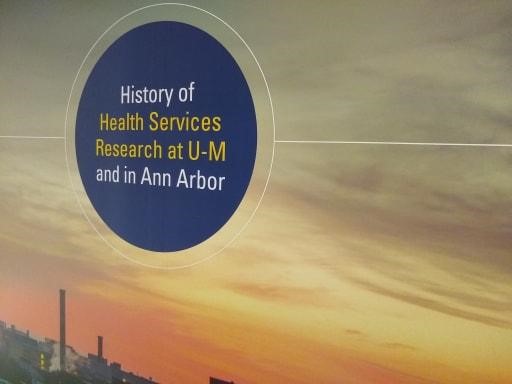 History of
Health Services
Research at U-M
and in Ann Arbor